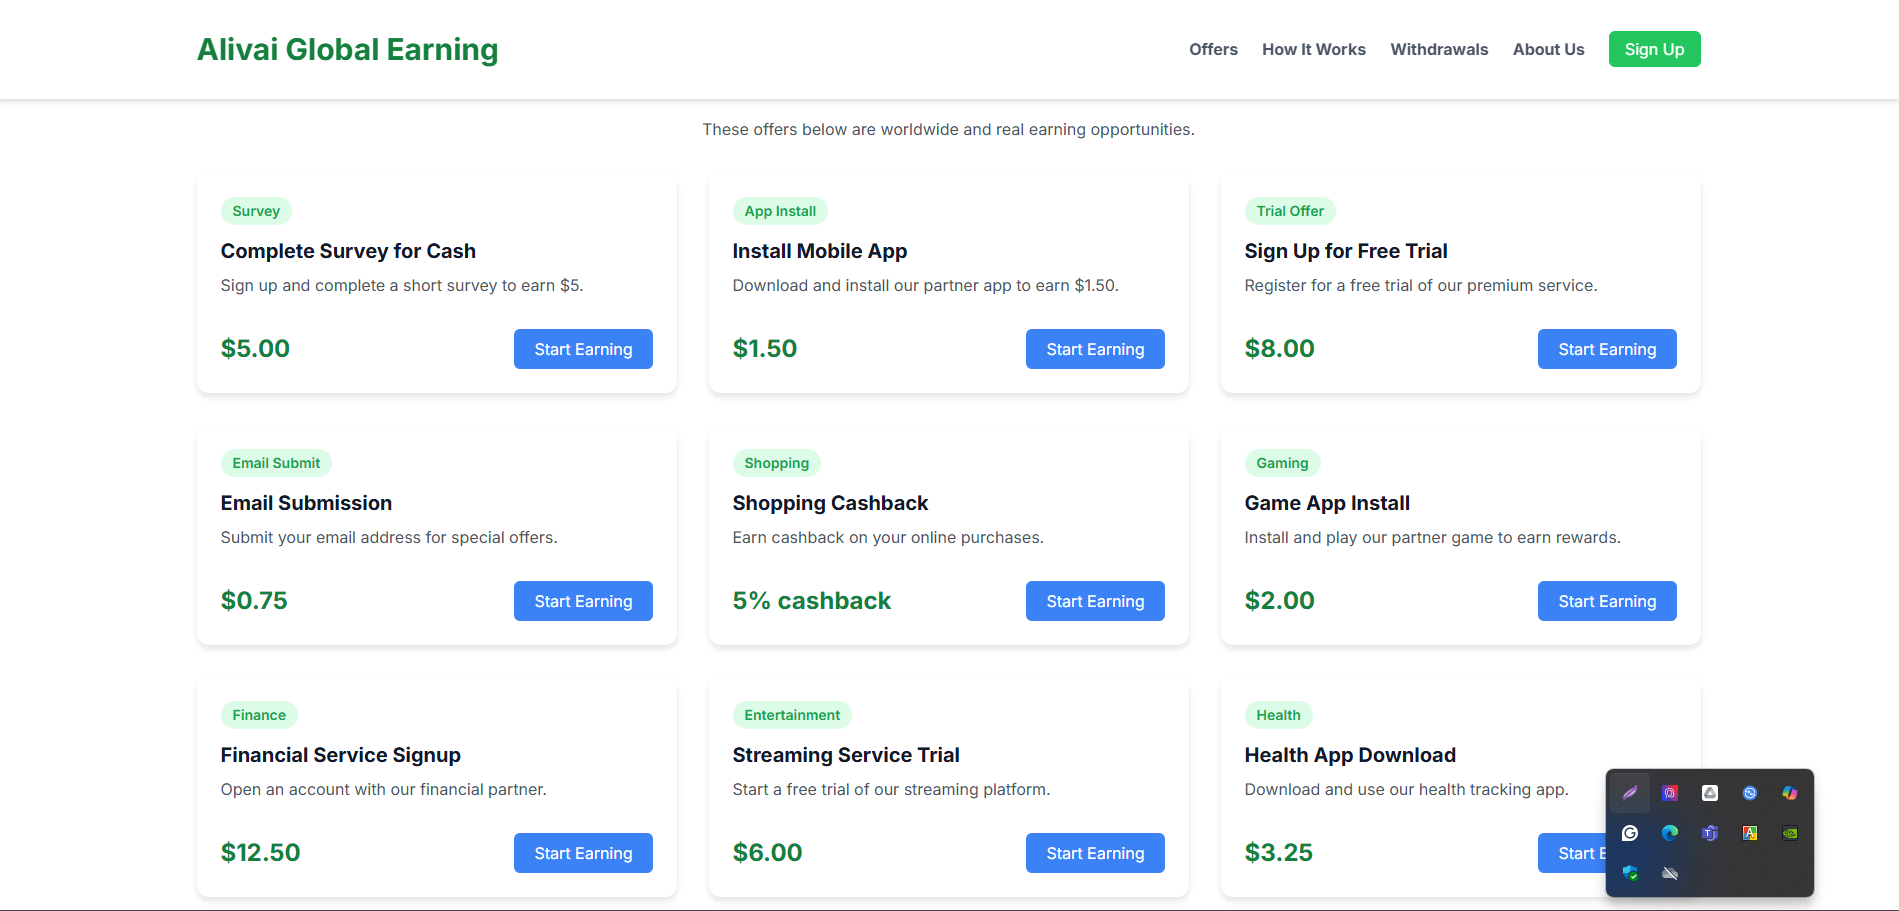 Alivai Global Earning
Offers How It Works Withdrawals About Us Sign Up
These offers below are worldwide and real earning opportunities.
Survey
Complete Survey for Cash
Sign up and complete a short survey to earn $5.
$5.00 Start Earning
App Install
Install Mobile App
Download and install our partner app to earn $1.50.
$1.50 Start Earning
Trial Offer
Sign Up for Free Trial
Register for a free trial of our premium service.
$8.00 Start Earning
Email Submit
Email Submission
Submit your email address for special offers.
$0.75 Start Earning
Shopping
Shopping Cashback
Earn cashback on your online purchases.
5% cashback Start Earning
Gaming
Game App Install
Install and play our partner game to earn rewards.
$2.00 Start Earning
Finance
Financial Service Signup
Open an account with our financial partner.
$12.50 Start Earning
Entertainment
Streaming Service Trial
Start a free trial of our streaming platform.
$6.00 Start Earning
Health
Health App Download
Download and use our health tracking app.
$3.25 Start